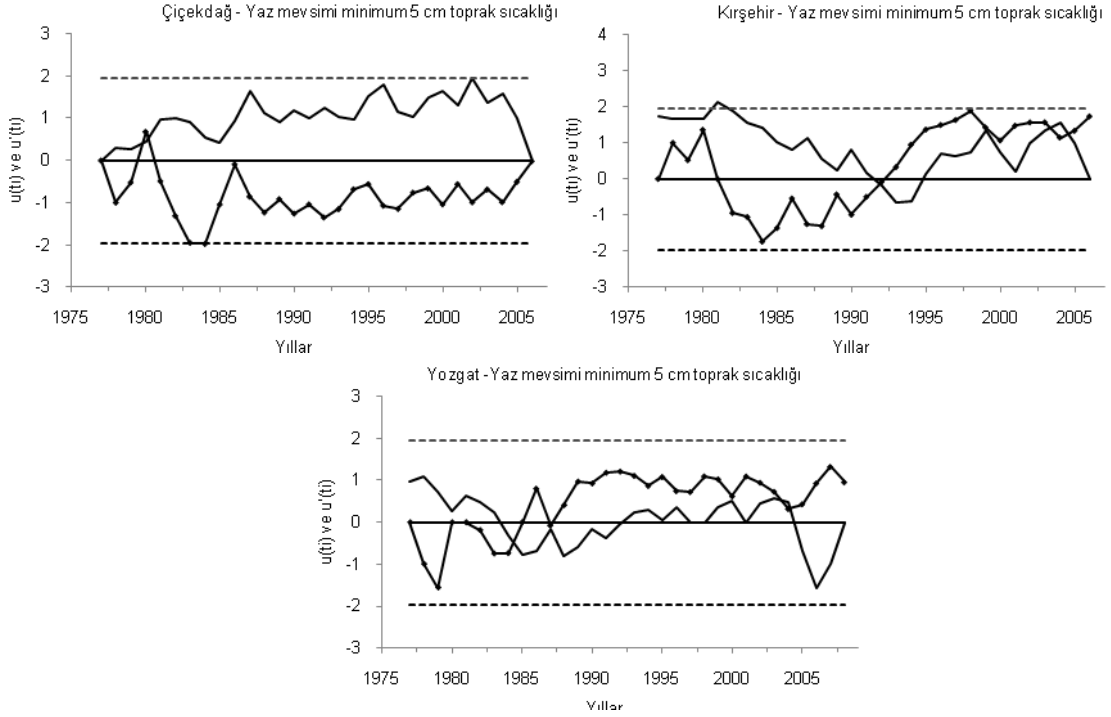 Çiçekdağ - Yaz mevsimi minimum 5 cm toprak sıcaklığı
3
2
1
0
-1
-2
-3
u(ti) ve u'(ti)
1975 1980 1985 1990 1995 2000 2005
Yıllar
Kırşehir - Yaz mevsimi minimum 5 cm toprak sıcaklığı
4
3
2
1
0
-1
-2
-3
u(ti) ve u'(ti)
1975 1980 1985 1990 1995 2000 2005
Yıllar
Yozgat - Yaz mevsimi minimum 5 cm toprak sıcaklığı
3
2
1
0
-1
-2
-3
u(ti) ve u'(ti)
1975 1980 1985 1990 1995 2000 2005
Yıllar